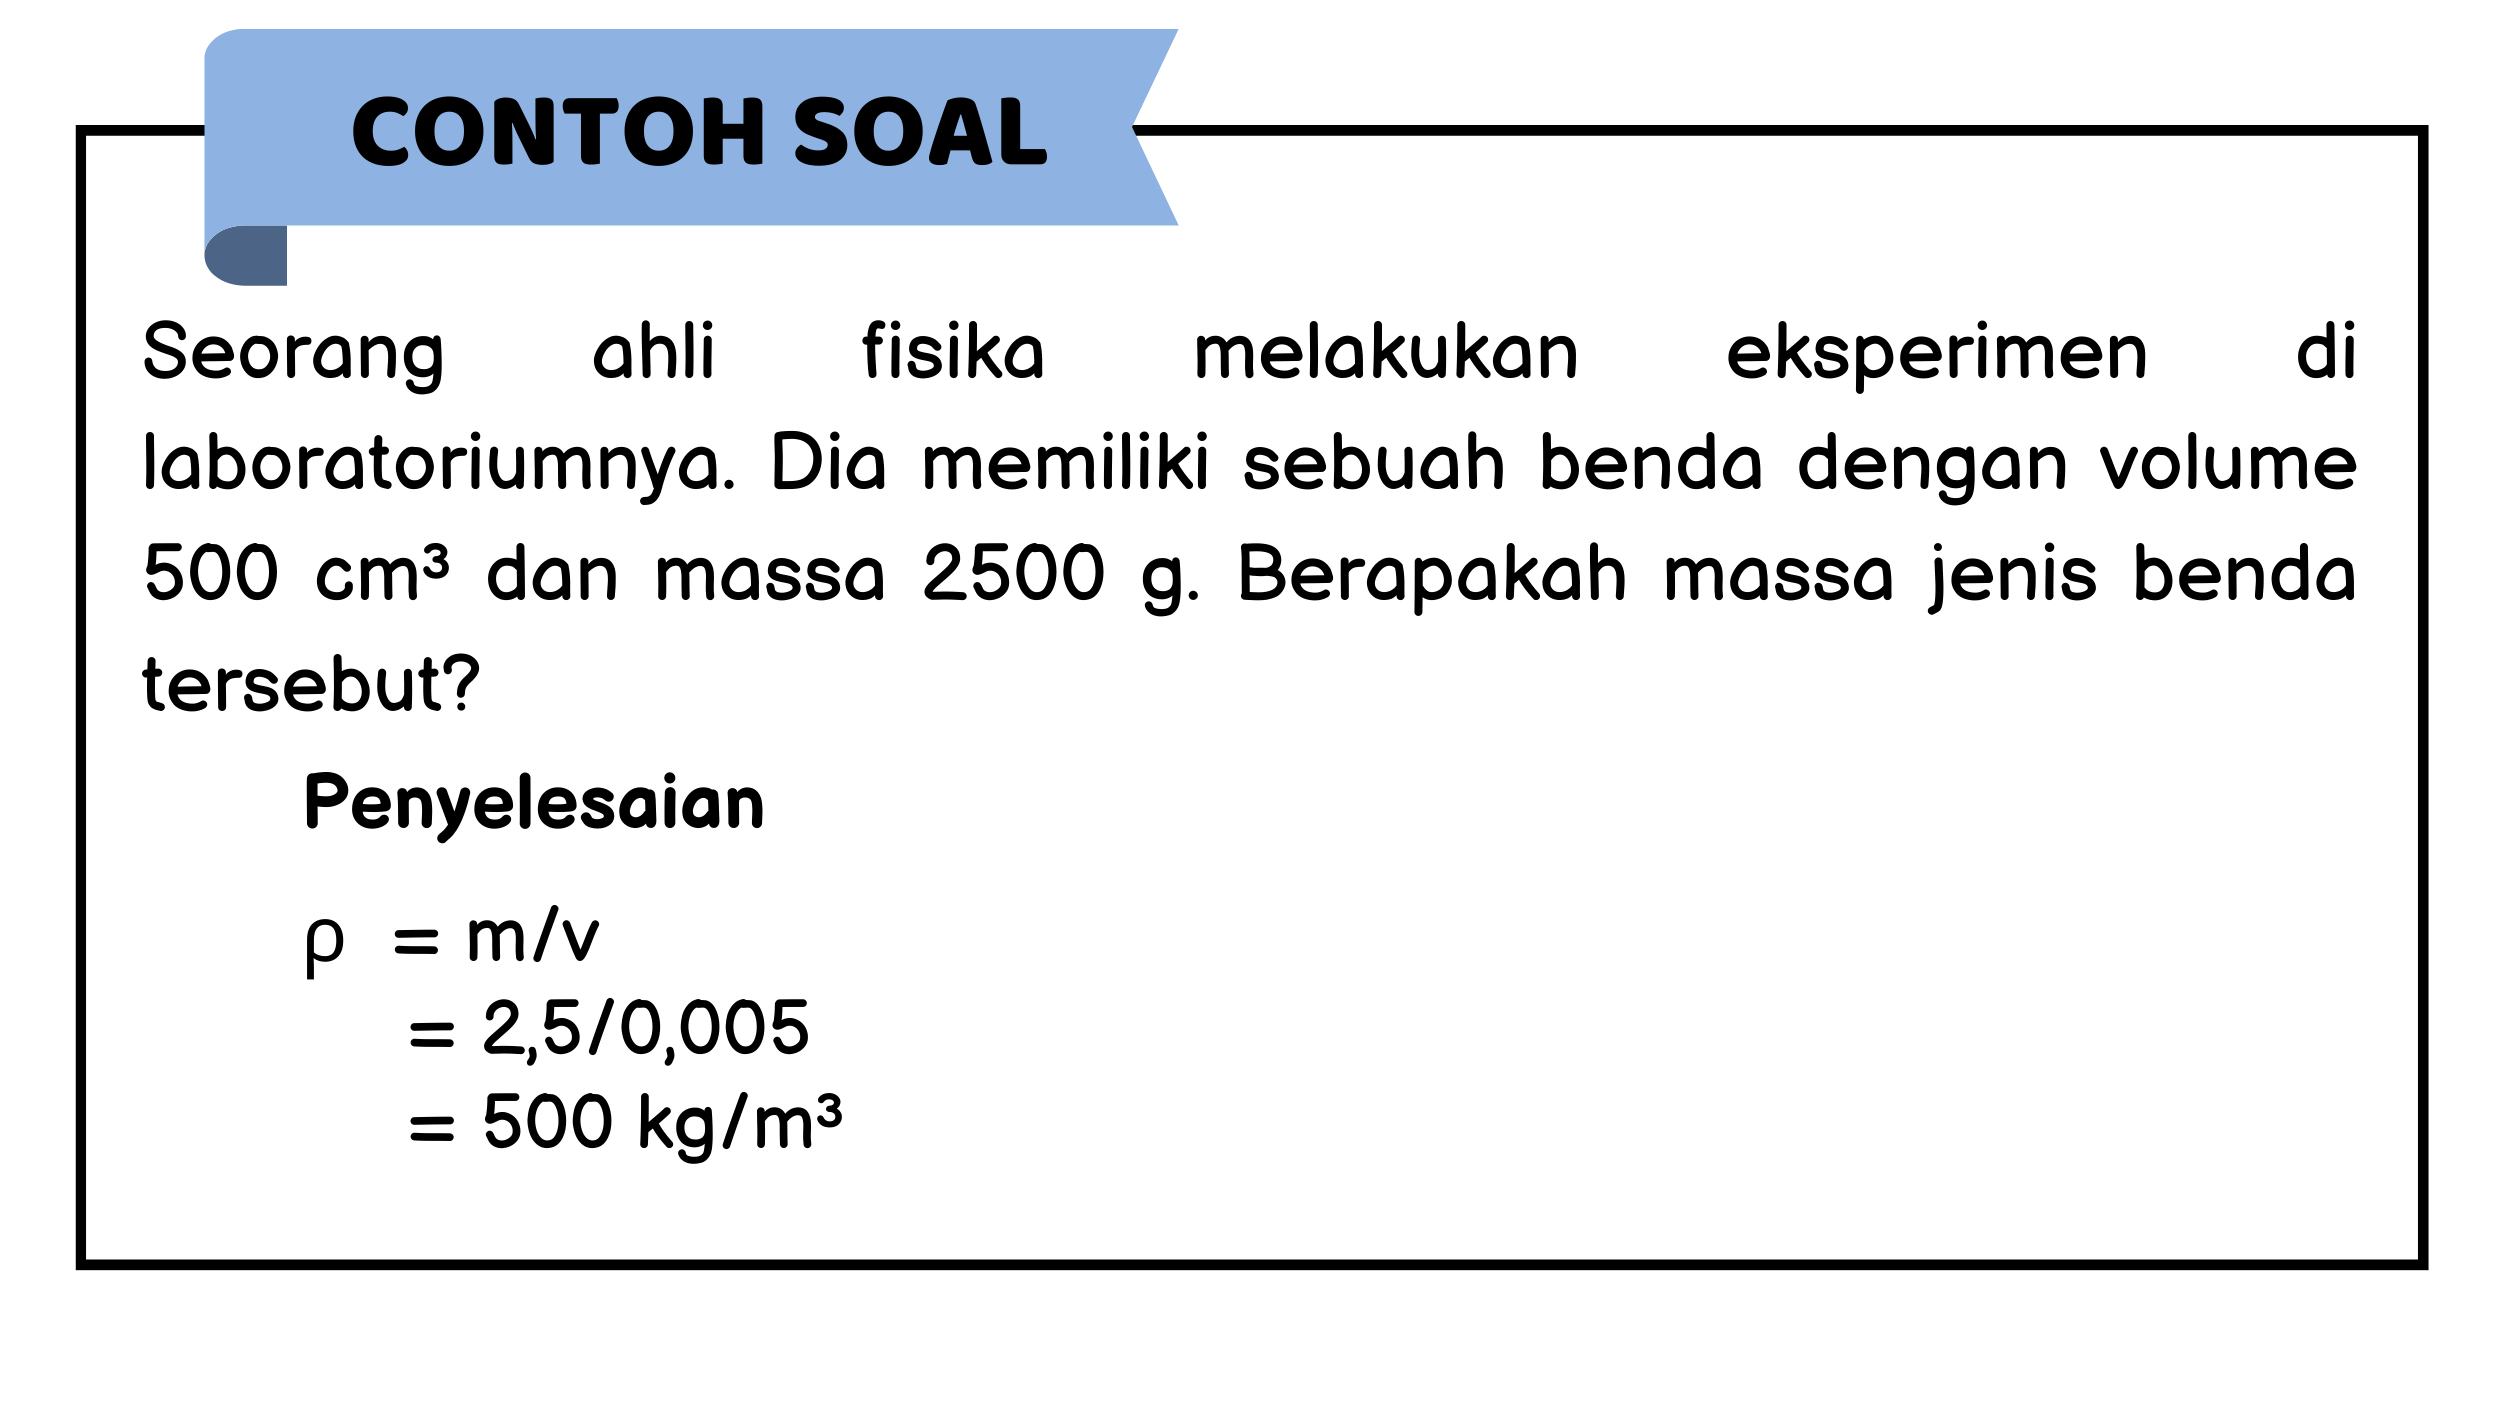 CONTOH SOAL
Seorang ahli fisika melakukan eksperimen di
laboratoriumnya. Dia memiliki sebuah benda dengan volume
500 cm³ dan massa 2500 g. Berapakah massa jenis benda
tersebut?
Penyelesaian
ρ = m/v
= 2,5/0,005
= 500 kg/m³